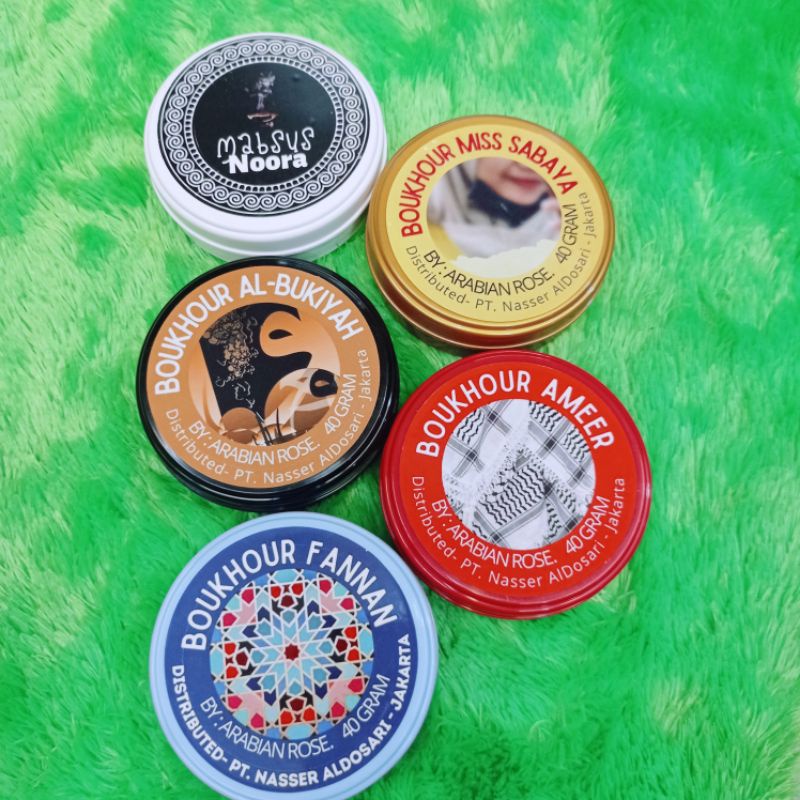 mabsus
Noora
BOUKHOUR MISS SABAYA
BY : ARABIAN ROSE. 40 GRAM
Distributed- PT. Nasser AlDosari - Jakarta
BOUKHOUR AL-BUKIYAH
BY : ARABIAN ROSE. 40 GRAM
Distributed- PT. Nasser AlDosari - Jakarta
BOUKHOUR AMEER
BY : ARABIAN ROSE. 40 GRAM
Distributed- PT. Nasser AlDosari - Jakarta
BOUKHOUR FANNAN
BY : ARABIAN ROSE. 40 GRAM
DISTRIBUTED- PT. NASSER ALDOSARI - JAKARTA